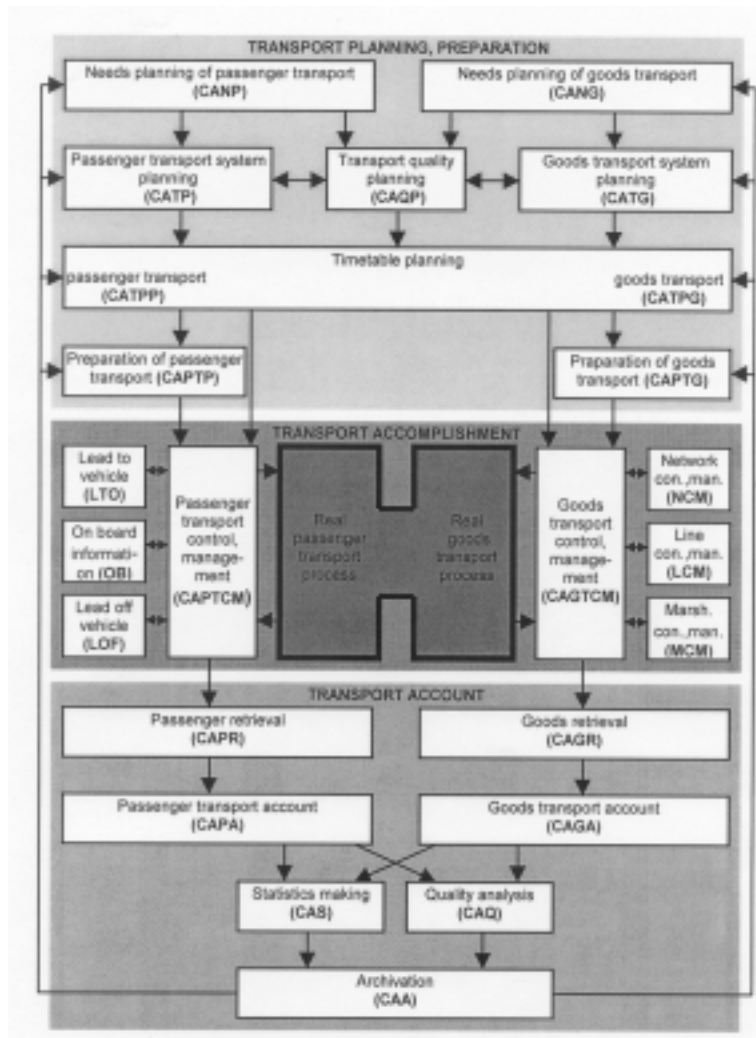 TRANSPORT PLANNING, PREPARATION
Needs planning of passenger transport
(CANP)
Needs planning of goods transport
(CANG)
Passenger transport system
planning
(CATP)
Transport quality
planning
(CAQP)
Goods transport system
planning
(CATG)
Timetable planning
passenger transport
(CATPP)
goods transport
(CATPG)
Preparation of passenger
transport (CAPTP)
Praparation of goods
transport (CAPTG)
TRANSPORT ACCOMPLISHMENT
Lead to
vehicle
(LTO)
On board
informati-
on (OBI)
Lead off
vehicle
(LOF)
Passenger
transport
control,
manage-
ment
(CAPTCM)
Real
passenger
transport
process
Real
goods
transport
process
Goods
transport
control,
manage-
ment
(CAGTCM)
Network
con.,man.
(NCM)
Line
con.,man.
(LCM)
Marsh.
con.,man.
(MCM)
TRANSPORT ACCOUNT
Passenger retrieval
(CAPR)
Goods retrieval
(CAGR)
Passenger transport account
(CAPA)
Goods transport account
(CAGA)
Statistics making
(CAS)
Quality analysis
(CAQ)
Archivation
(CAA)